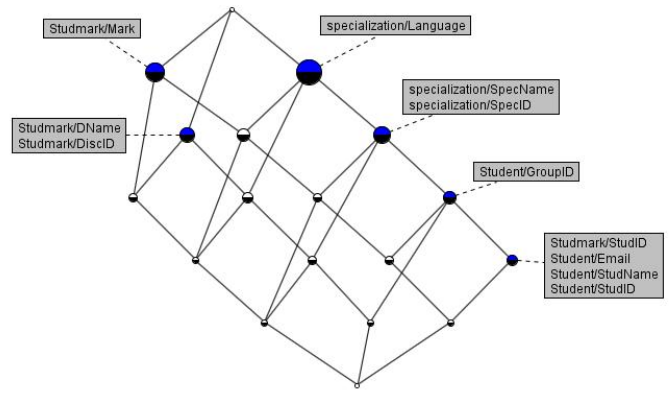 Studmark/Mark
specialization/Language
specialization/SpecName
specialization/SpecID
Studmark/DName
Studmark/DiscID
Student/GroupID
Studmark/StudID
Student/Email
Student/StudName
Student/StudID